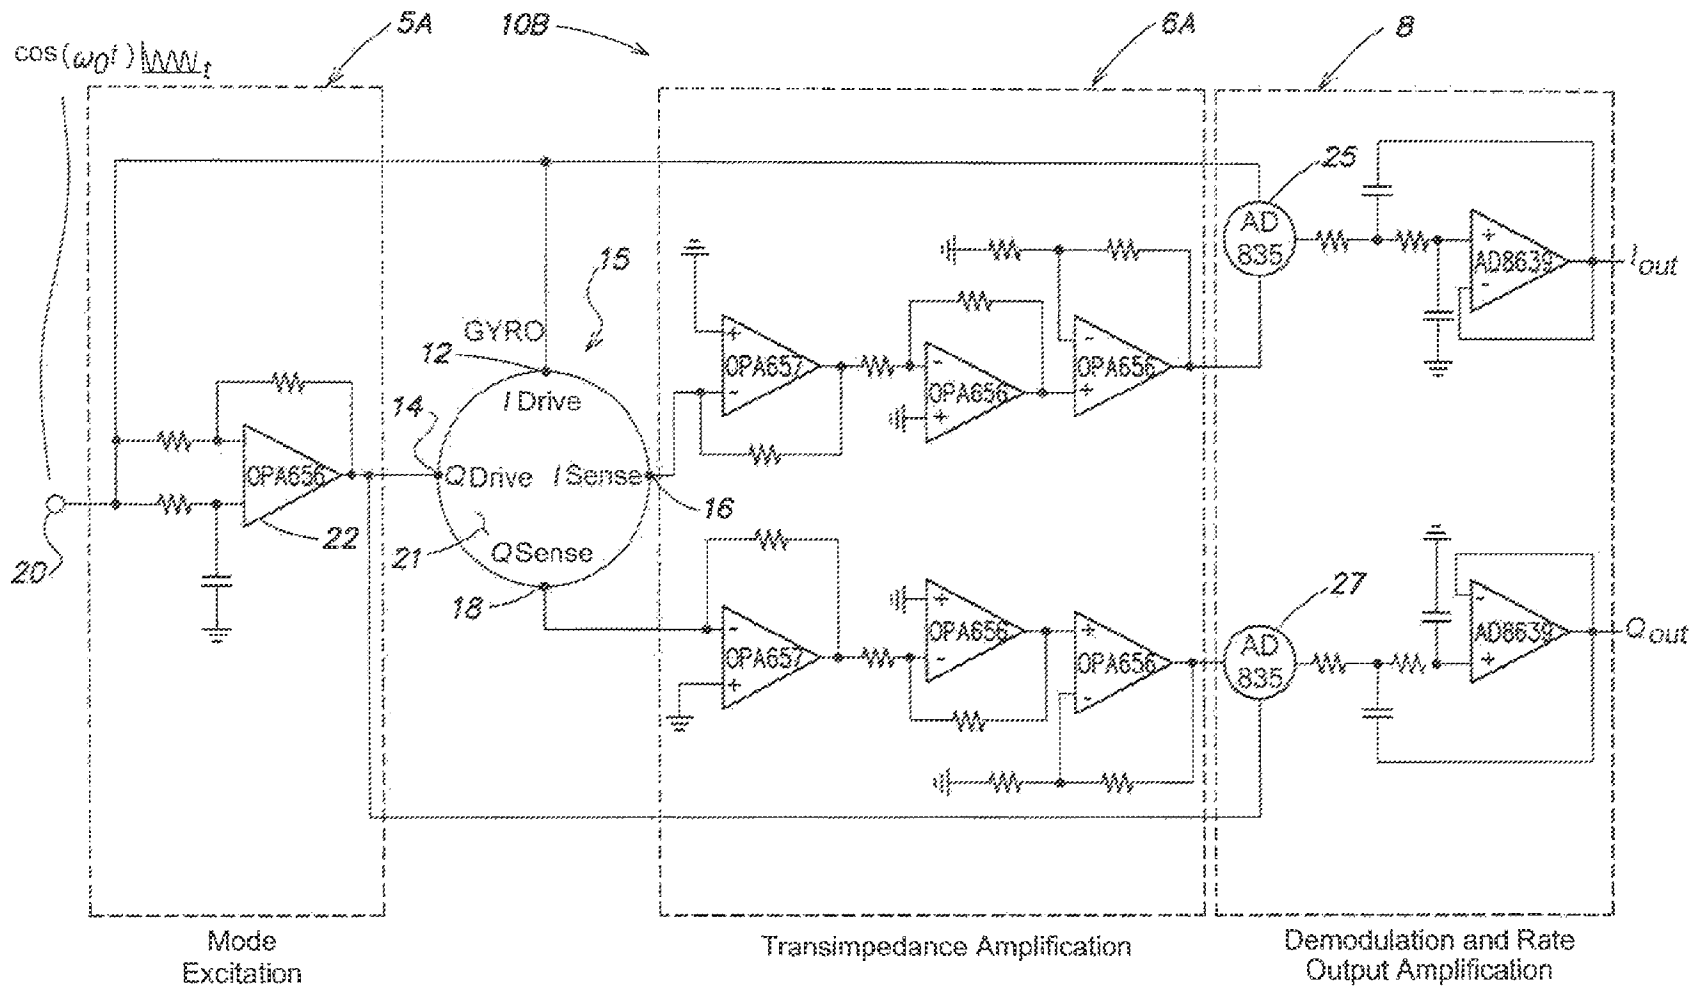 5A
10B
6A
8
cos(ω0t)
t
25
AD
835
+
AD8639
-
Iout
15
GYRO
12
+
OPA657
-
-
OPA656
+
-
OPA656
+
I Drive
14
OPA656
22
20
Q Drive
I Sense
16
21
Q Sense
18
-
OPA657
+
+
OPA656
-
+
OPA656
-
27
AD
835
-
AD8639
+
Qout
Mode
Excitation
Transimpedance Amplification
Demodulation and Rate
Output Amplification